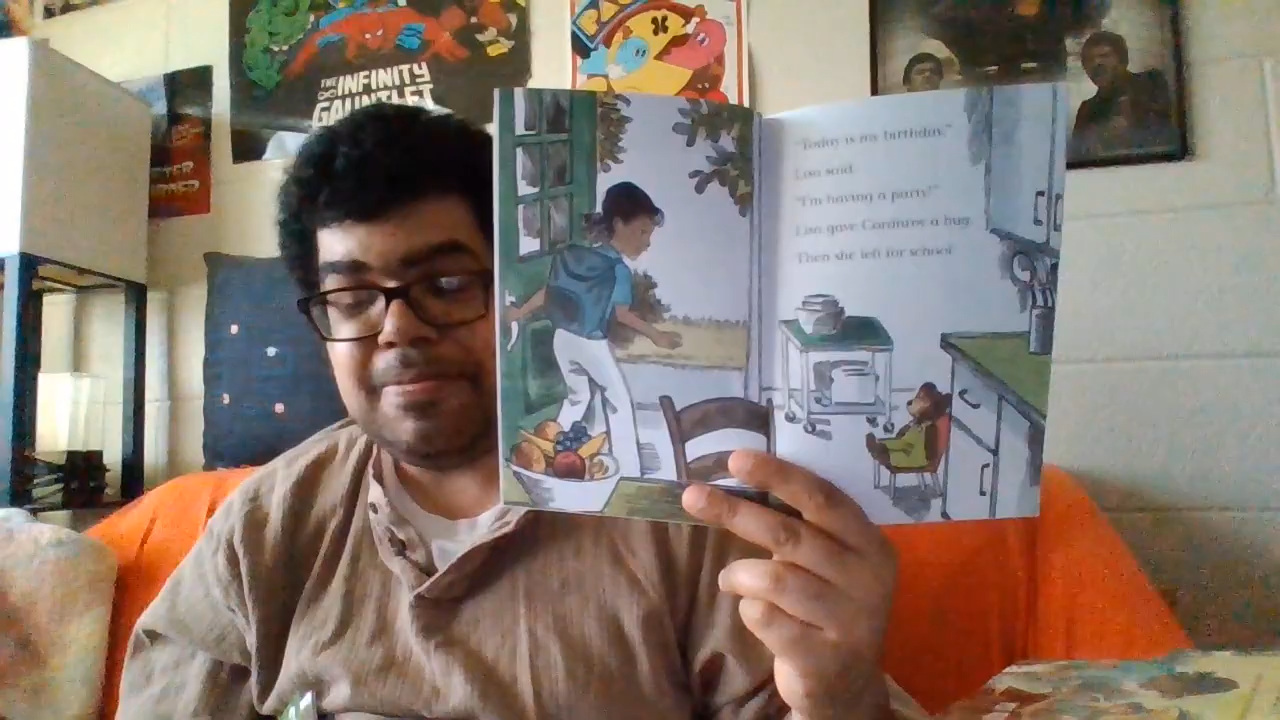 THE
INFINITY
GAUNTLET
PAC
"Today is my birthday,"
Lisa said.
"I'm having a party!"
Lisa gave Corduroy a hug.
Then she left for school.